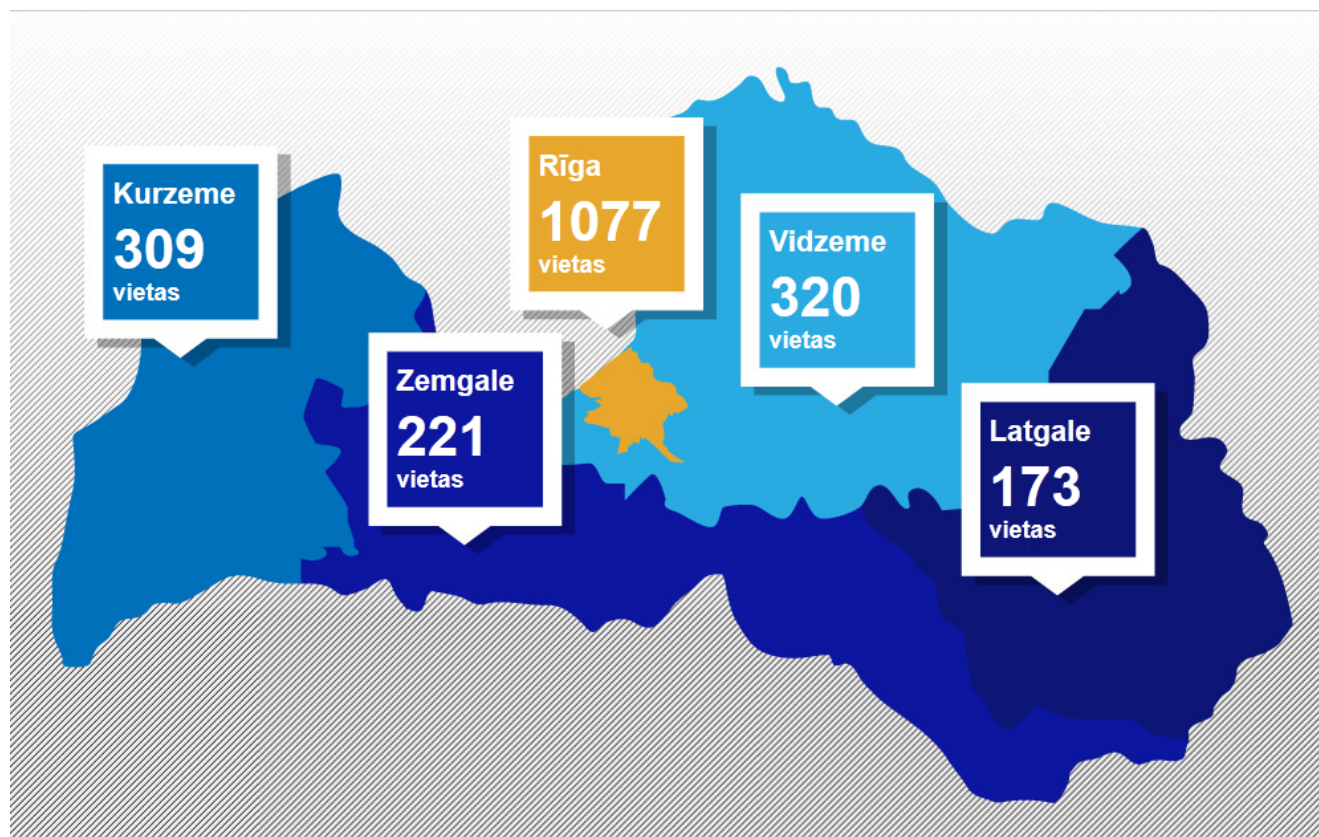 Kurzeme
309
vietas
Rīga
1077
vietas
Vidzeme
320
vietas
Zemgale
221
vietas
Latgale
173
vietas